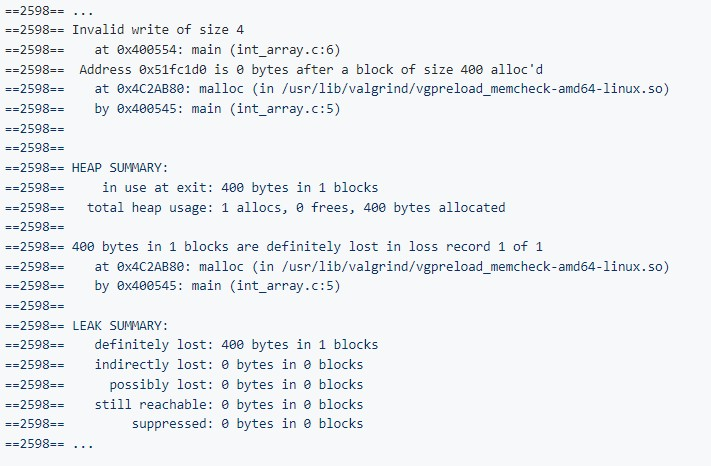 ==2598== ...
==2598== Invalid write of size 4
==2598==    at 0x400554: main (int_array.c:6)
==2598==  Address 0x51fc1d0 is 0 bytes after a block of size 400 alloc'd
==2598==    at 0x4C2AB80: malloc (in /usr/lib/valgrind/vgpreload_memcheck-amd64-linux.so)
==2598==    by 0x400545: main (int_array.c:5)
==2598==
==2598==
==2598== HEAP SUMMARY:
==2598==     in use at exit: 400 bytes in 1 blocks
==2598==   total heap usage: 1 allocs, 0 frees, 400 bytes allocated
==2598==
==2598== 400 bytes in 1 blocks are definitely lost in loss record 1 of 1
==2598==    at 0x4C2AB80: malloc (in /usr/lib/valgrind/vgpreload_memcheck-amd64-linux.so)
==2598==    by 0x400545: main (int_array.c:5)
==2598==
==2598== LEAK SUMMARY:
==2598==    definitely lost: 400 bytes in 1 blocks
==2598==    indirectly lost: 0 bytes in 0 blocks
==2598==      possibly lost: 0 bytes in 0 blocks
==2598==    still reachable: 0 bytes in 0 blocks
==2598==         suppressed: 0 bytes in 0 blocks
==2598== ...